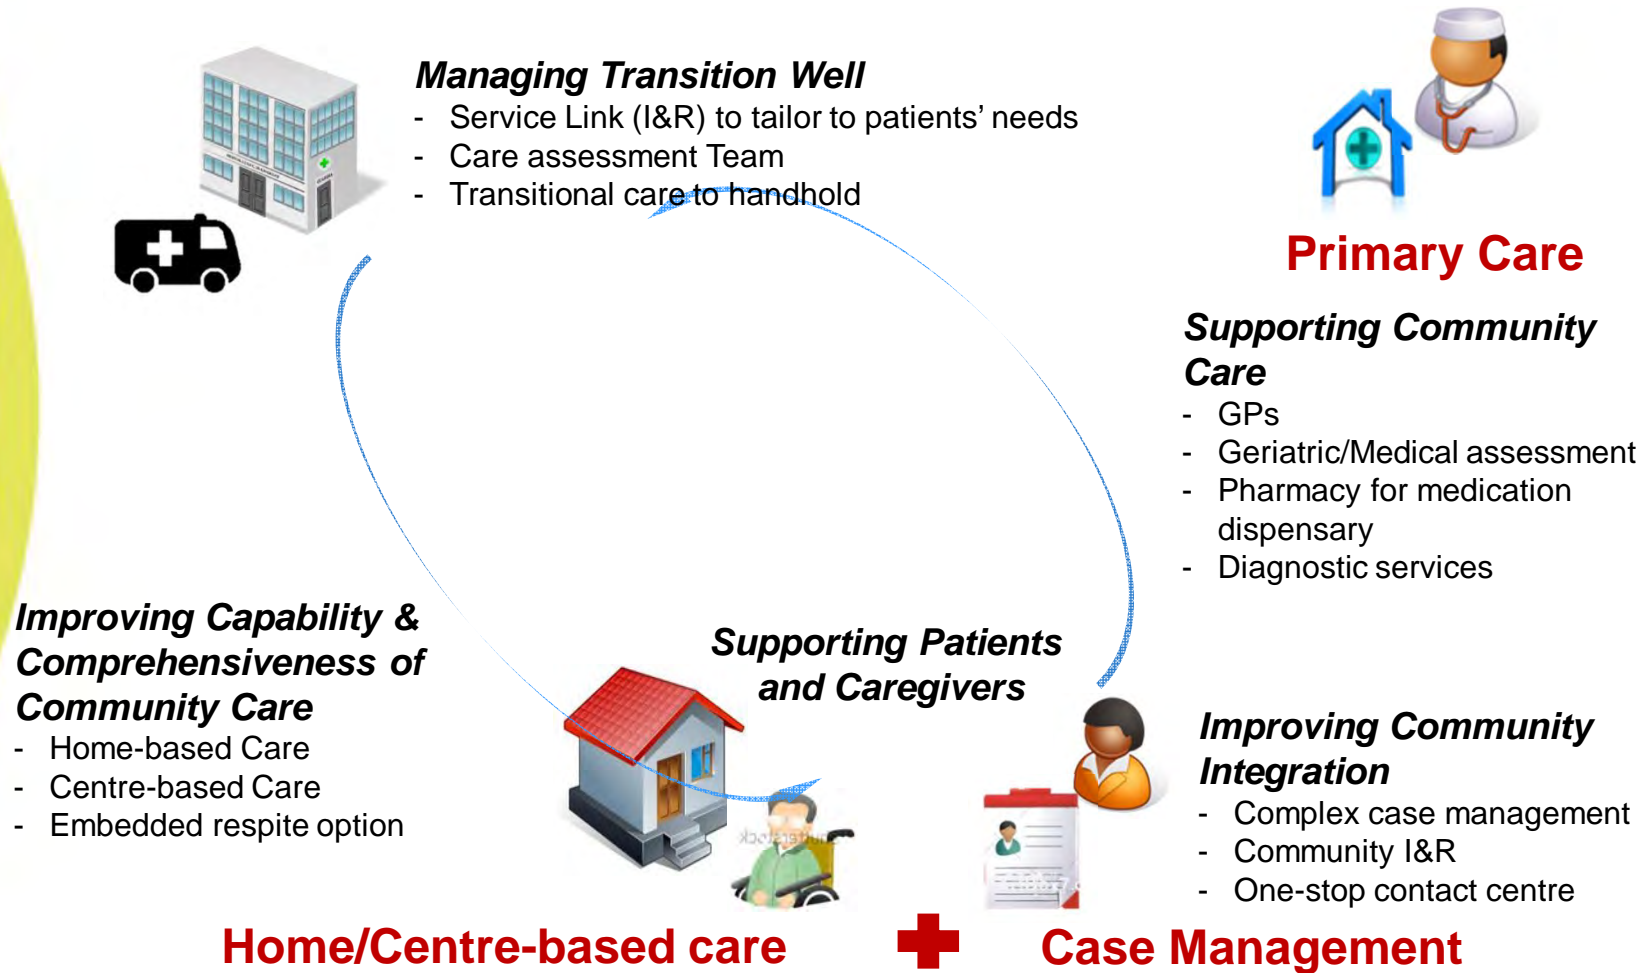 Managing Transition Well
- Service Link (I&R) to tailor to patients' needs
- Care assessment Team
- Transitional care to handhold
Primary Care
Supporting Community
Care
- GPs
- Geriatric/Medical assessment
- Pharmacy for medication
dispensary
- Diagnostic services
Improving Capability &
Comprehensiveness of
Community Care
- Home-based Care
- Centre-based Care
- Embedded respite option
Supporting Patients
and Caregivers
Improving Community
Integration
- Complex case management
- Community I&R
- One-stop contact centre
Home/Centre-based care
Case Management